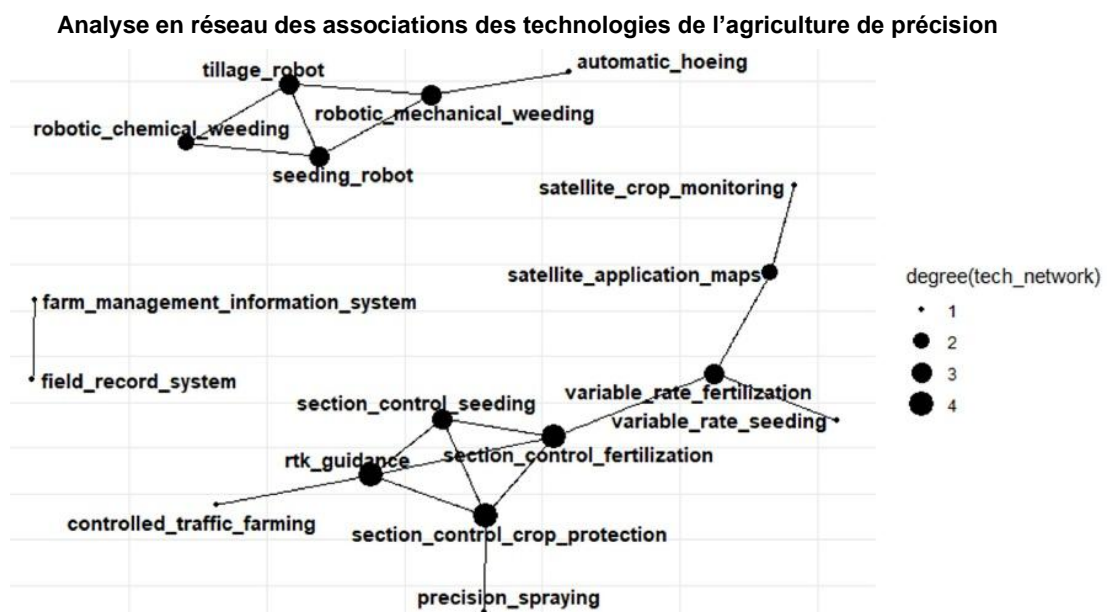 Analyse en réseau des associations des technologies de l’agriculture de précision
tillage_robot
automatic_hoeing
robotic_mechanical_weeding
robotic_chemical_weeding
seeding_robot
satellite_crop_monitoring
satellite_application_maps
degree(tech_network)
1
2
3
4
farm_management_information_system
field_record_system
variable_rate_fertilization
section_control_seeding
variable_rate_seeding
section_control_fertilization
rtk_guidance
controlled_traffic_farming
section_control_crop_protection
precision_spraying